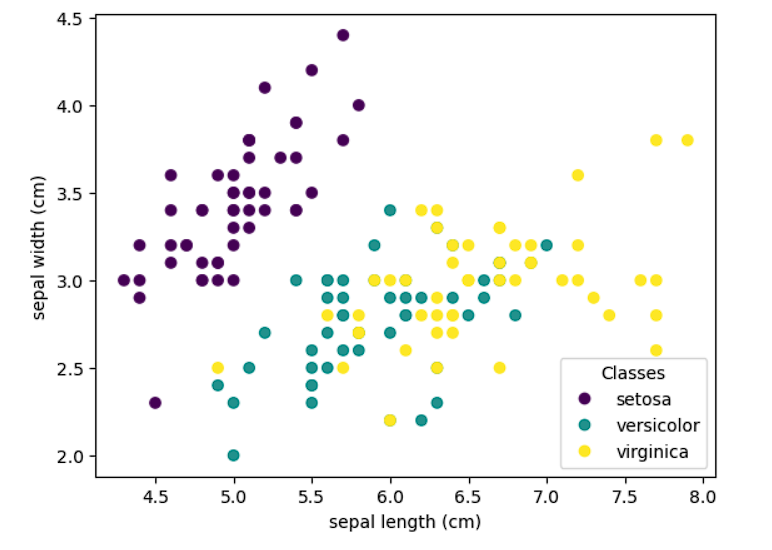 4.5
4.0
3.5
3.0
2.5
2.0
sepal width (cm)
4.5 5.0 5.5 6.0 6.5 7.0 7.5 8.0
sepal length (cm)
Classes
setosa
versicolor
virginica